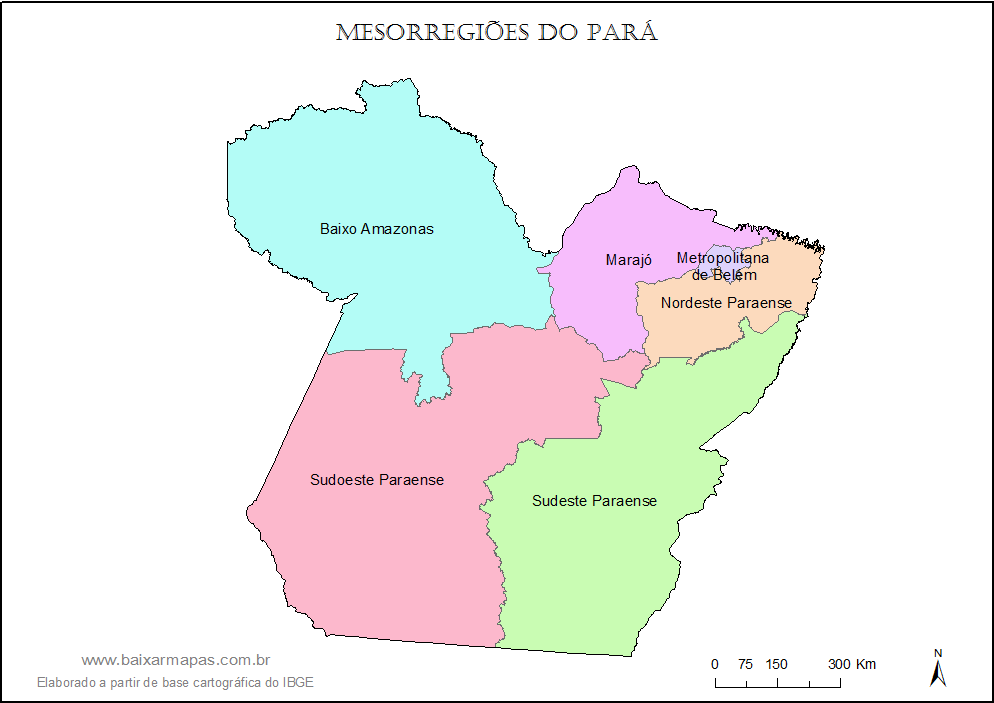 MESORREGIÕES DO PARÁ
Baixo Amazonas
Marajó
Metropolitana
de Belém
Nordeste Paraense
Sudoeste Paraense
Sudeste Paraense
www.baixarmapas.com.br
Elaborado a partir de base cartográfica do IBGE
0 75 150 300 Km
N